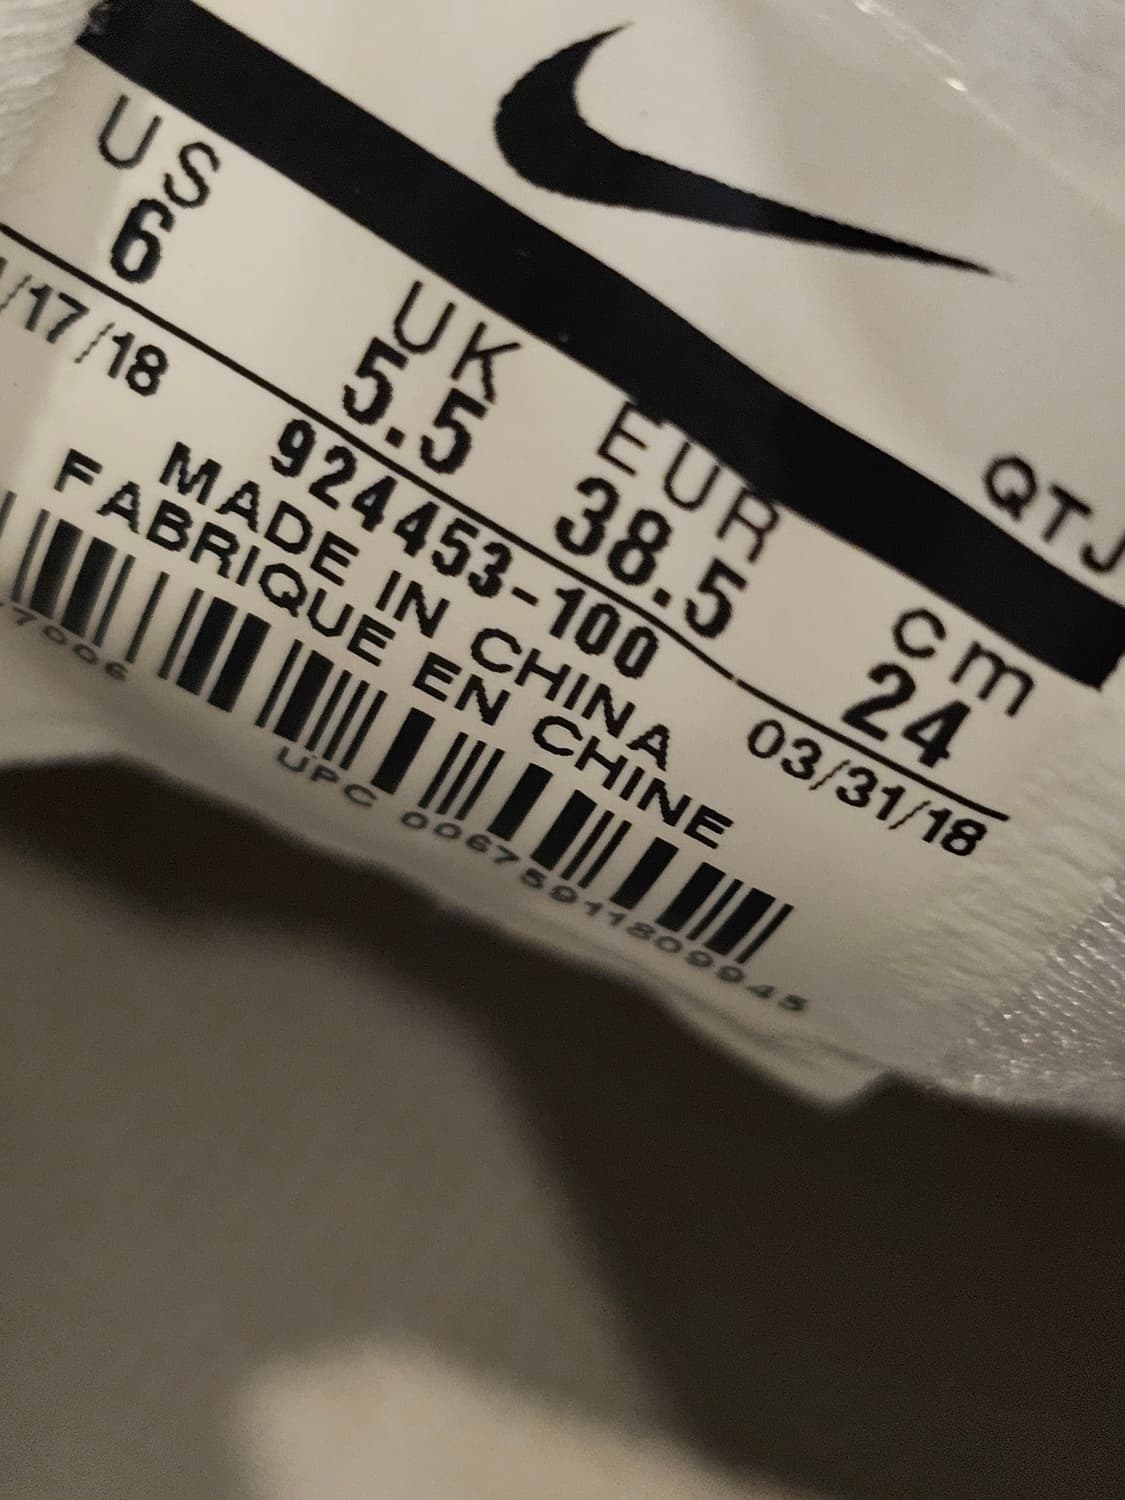 QTJ
US UK EUR cm
6 5.5 38.5 24
/17/18 03/31/18
924453-100
MADE IN CHINA
FABRIQUE EN CHINE
7006
UPC 00675911809945